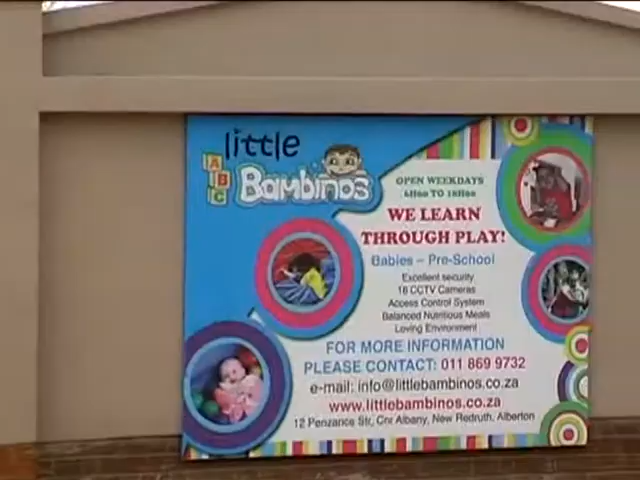 little
ABC
Bambinos
OPEN WEEKDAYS
6H00 TO 18H00
WE LEARN
THROUGH PLAY!
Babies – Pre-School
Excellent security
16 CCTV Cameras
Access Control System
Balanced Nutritious Meals
Loving Environment
FOR MORE INFORMATION
PLEASE CONTACT: 011 869 9732
e-mail: info@littlebambinos.co.za
www.littlebambinos.co.za
12 Penzance Str, Cnr Albany, New Redruth, Alberton